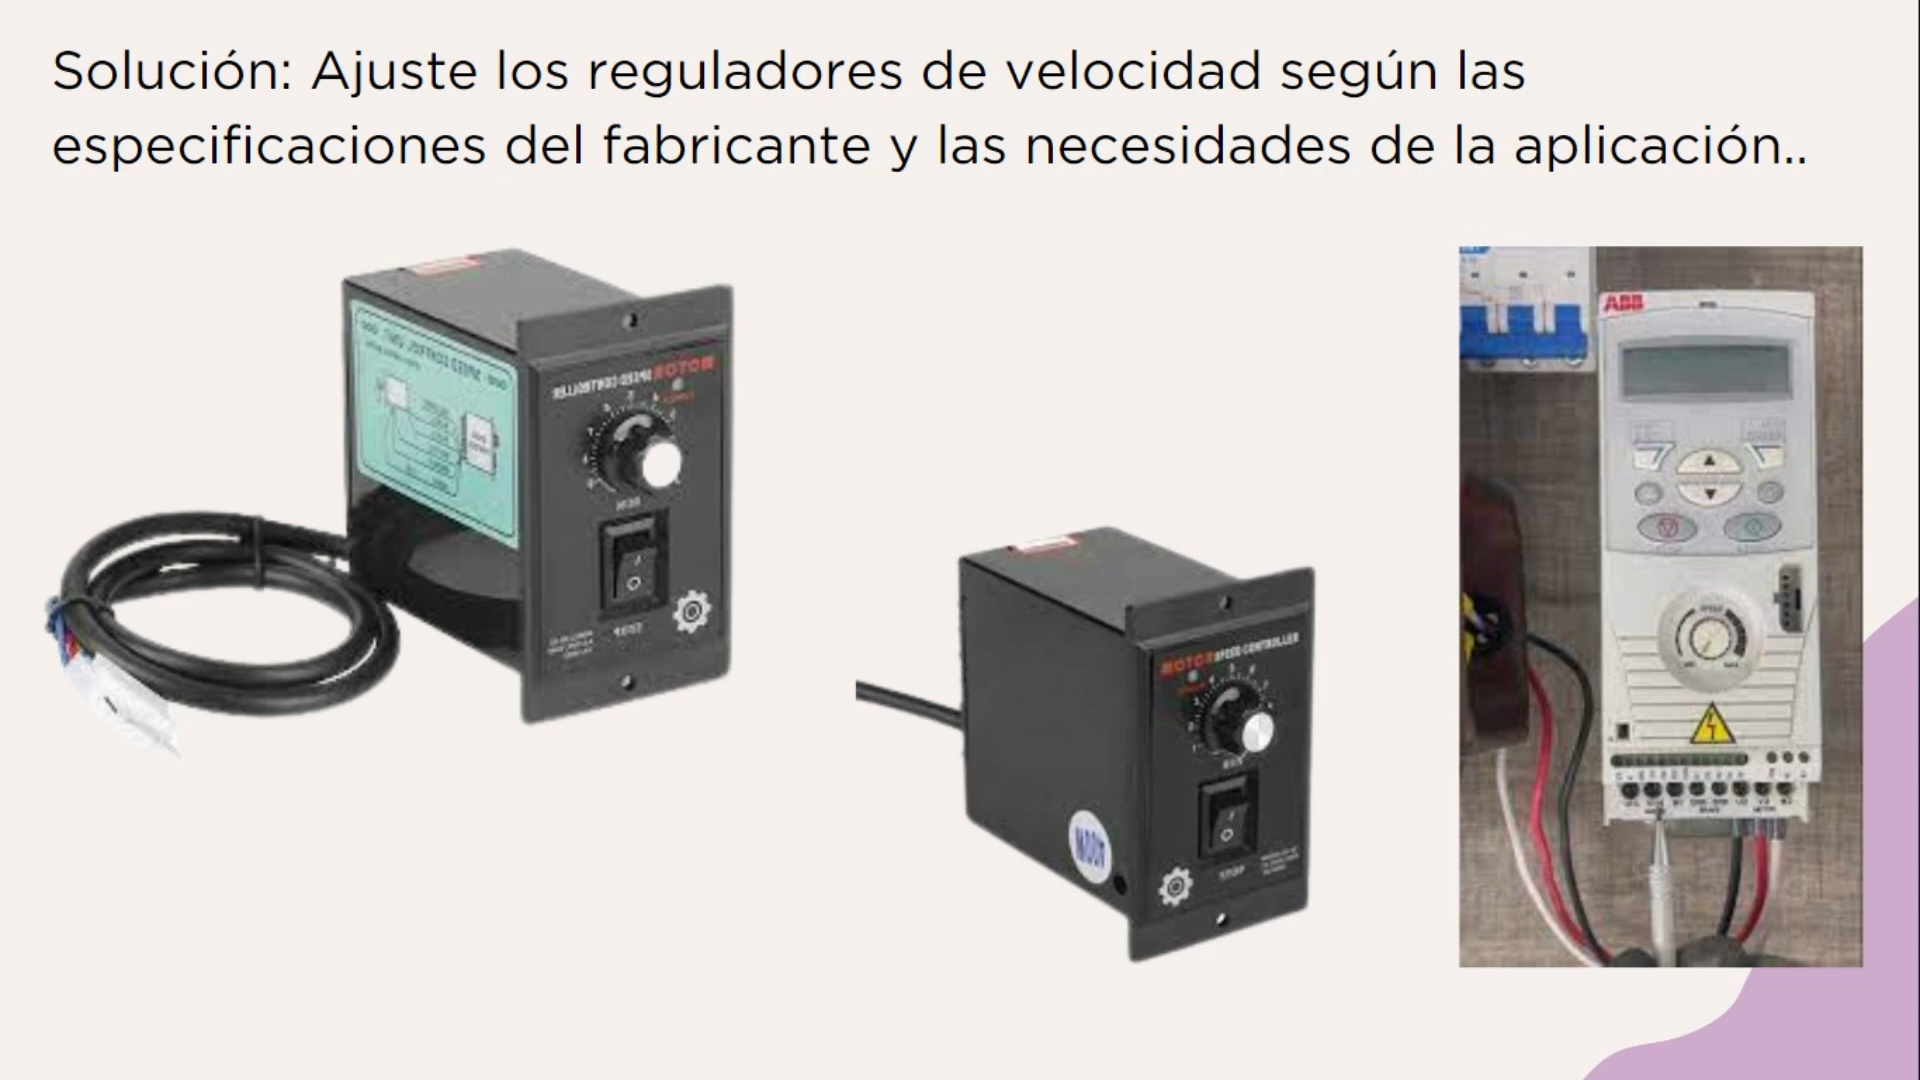 Solución: Ajuste los reguladores de velocidad según las
especificaciones del fabricante y las necesidades de la aplicación..
MOTOR SPEED CONTROLLER
MOTOR SPEED CONTROLLER
RUN
STOP
ABB